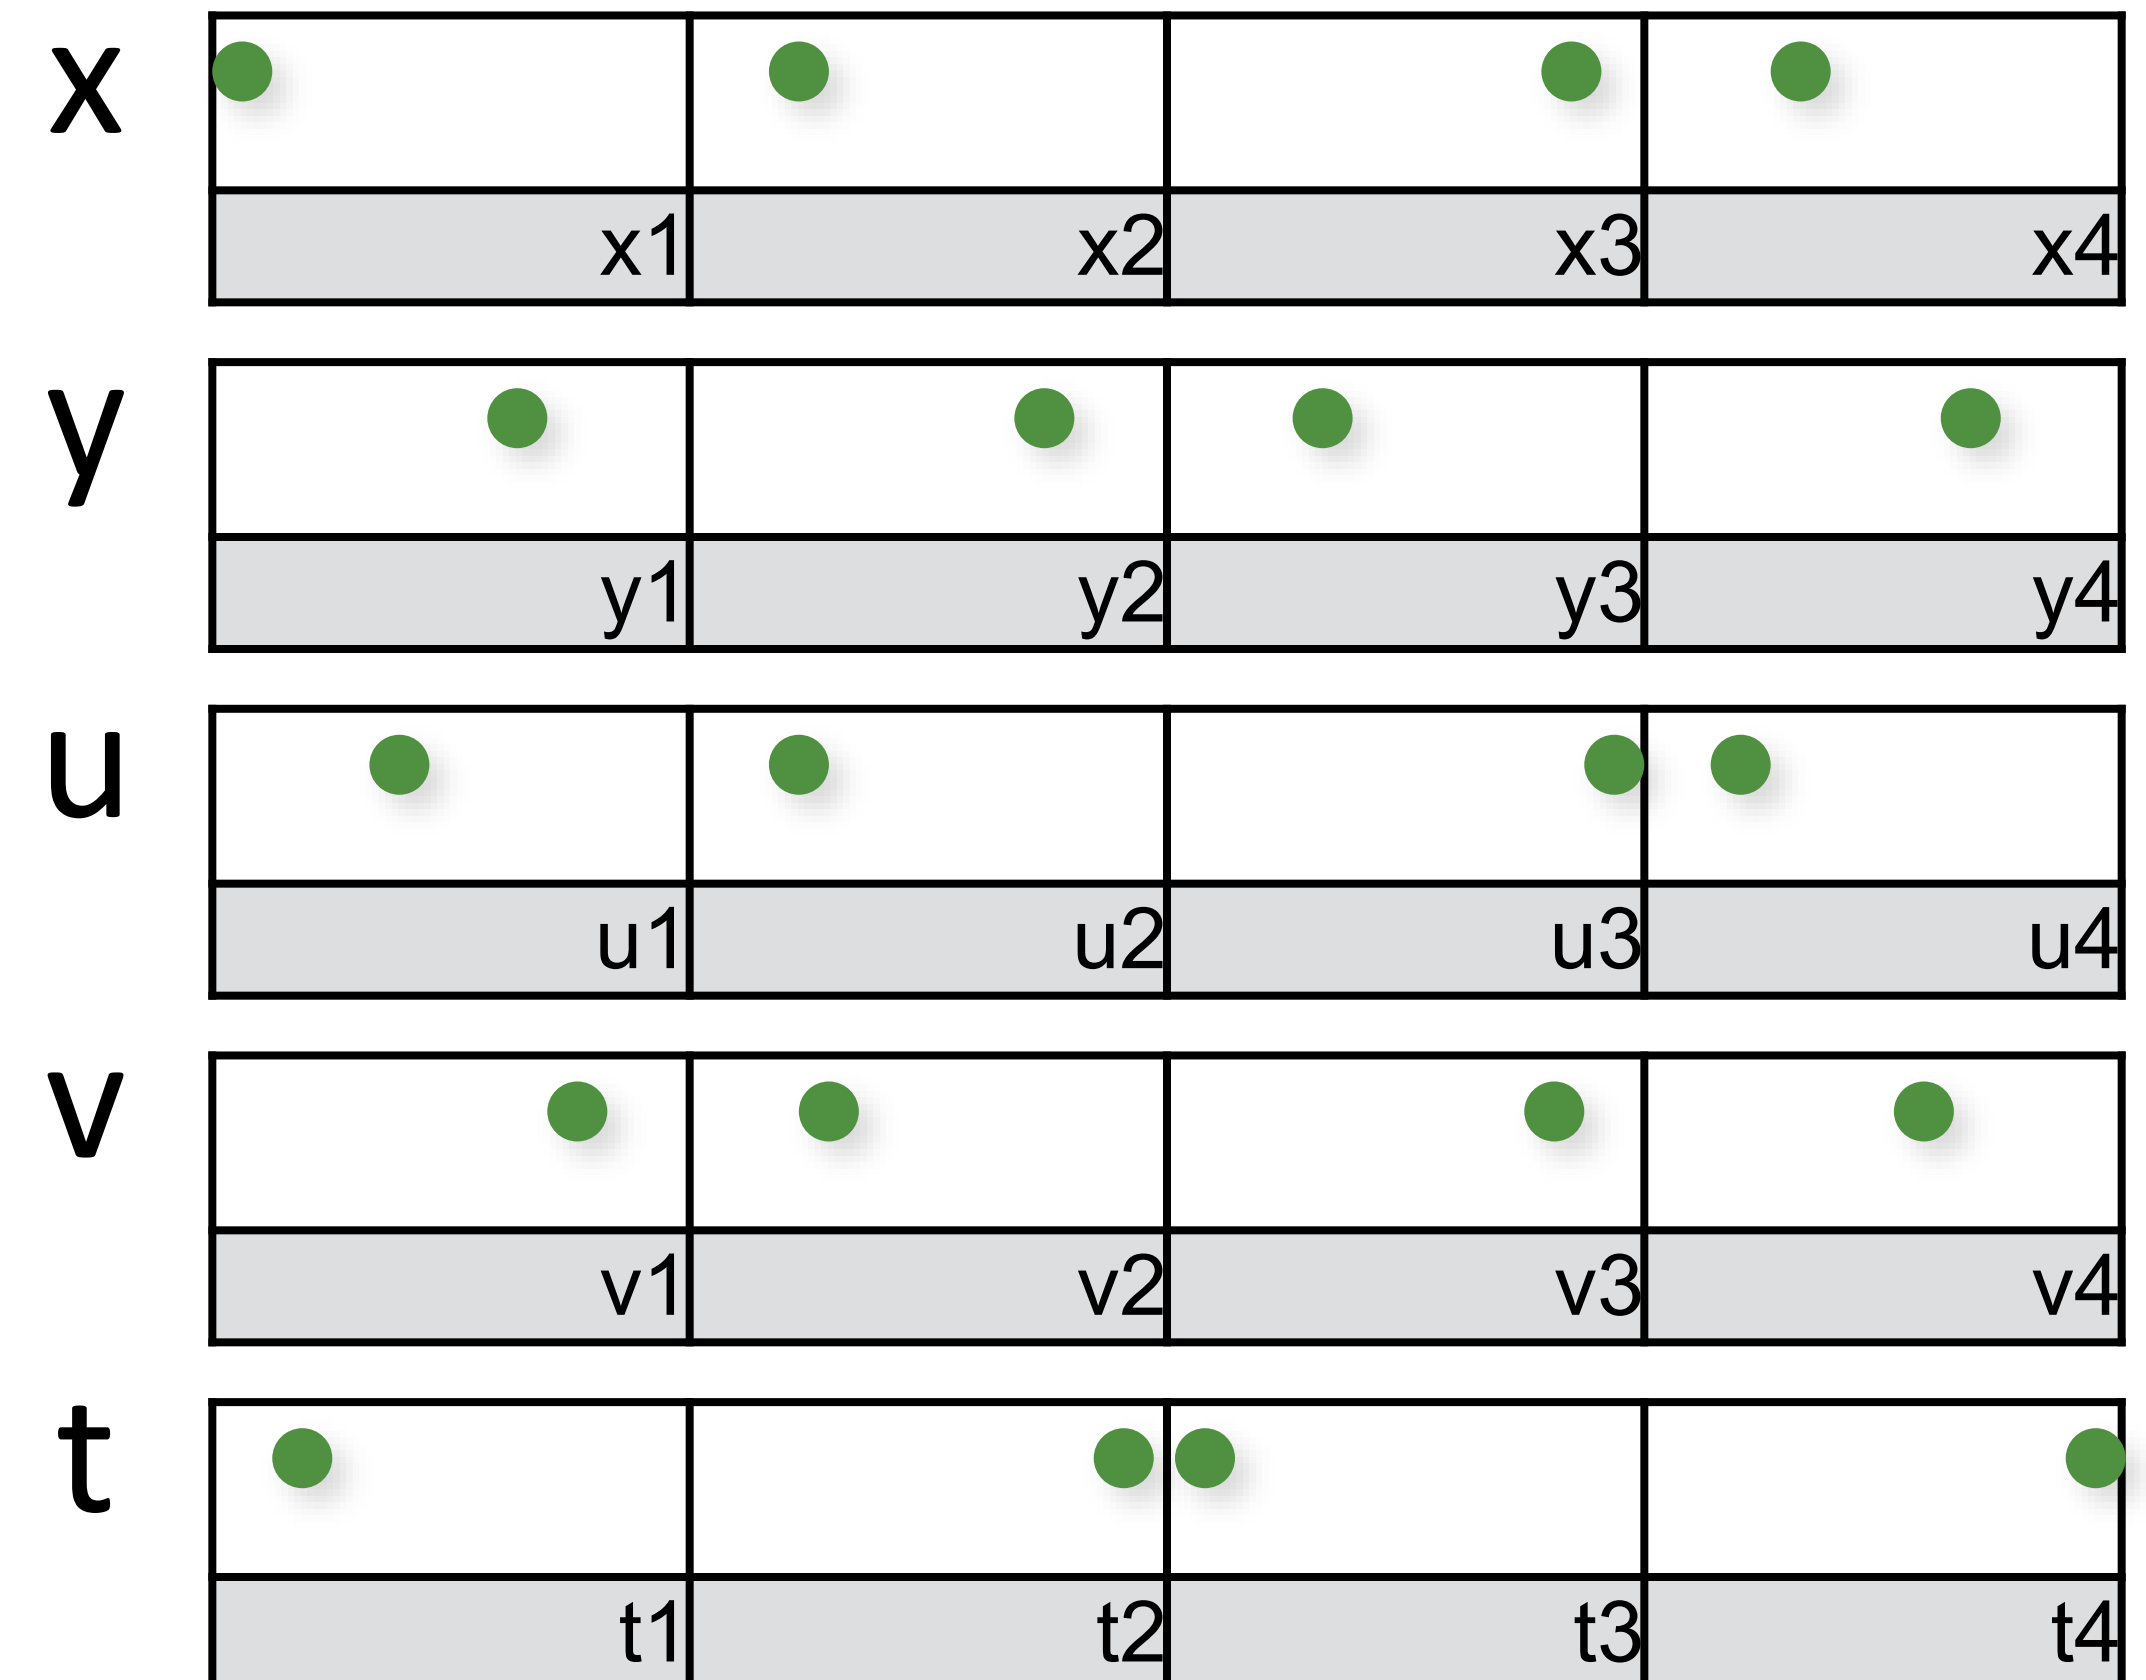 x
x1 x2 x3 x4
y
y1 y2 y3 y4
u
u1 u2 u3 u4
v
v1 v2 v3 v4
t
t1 t2 t3 t4